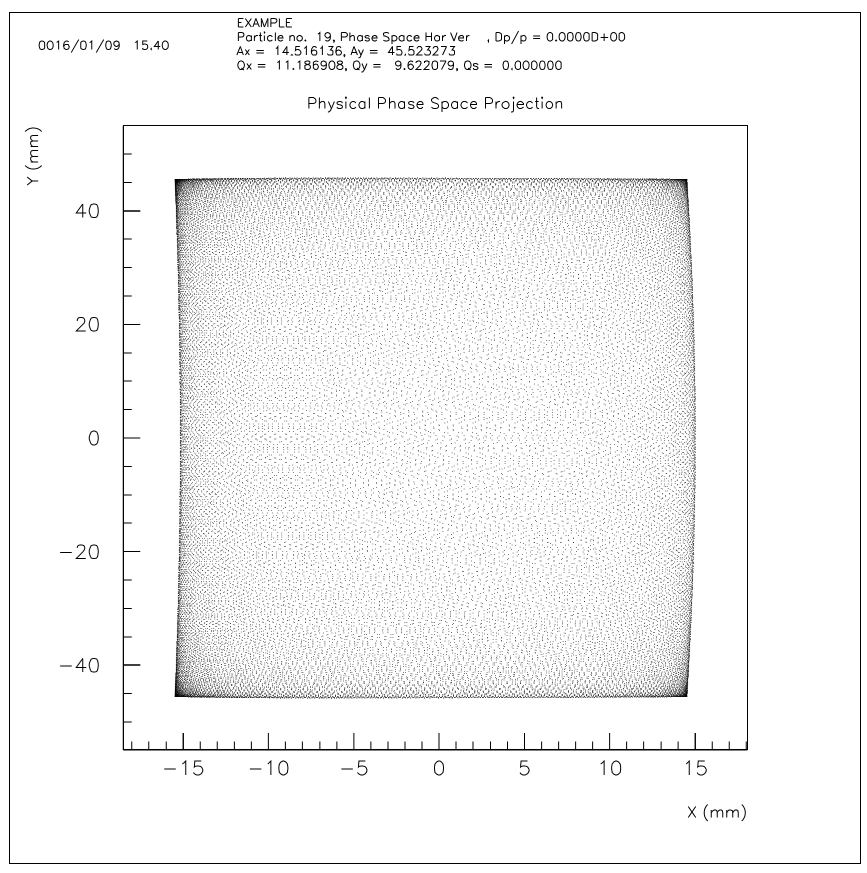 EXAMPLE
0016/01/09 15.40
Particle no. 19, Phase Space Hor Ver , Dp/p = 0.0000D+00
Ax = 14.516136, Ay = 45.523273
Qx = 11.186908, Qy = 9.622079, Qs = 0.000000
Physical Phase Space Projection
Y (mm)
40
20
0
−20
−40
−15 −10 −5 0 5 10 15
X (mm)